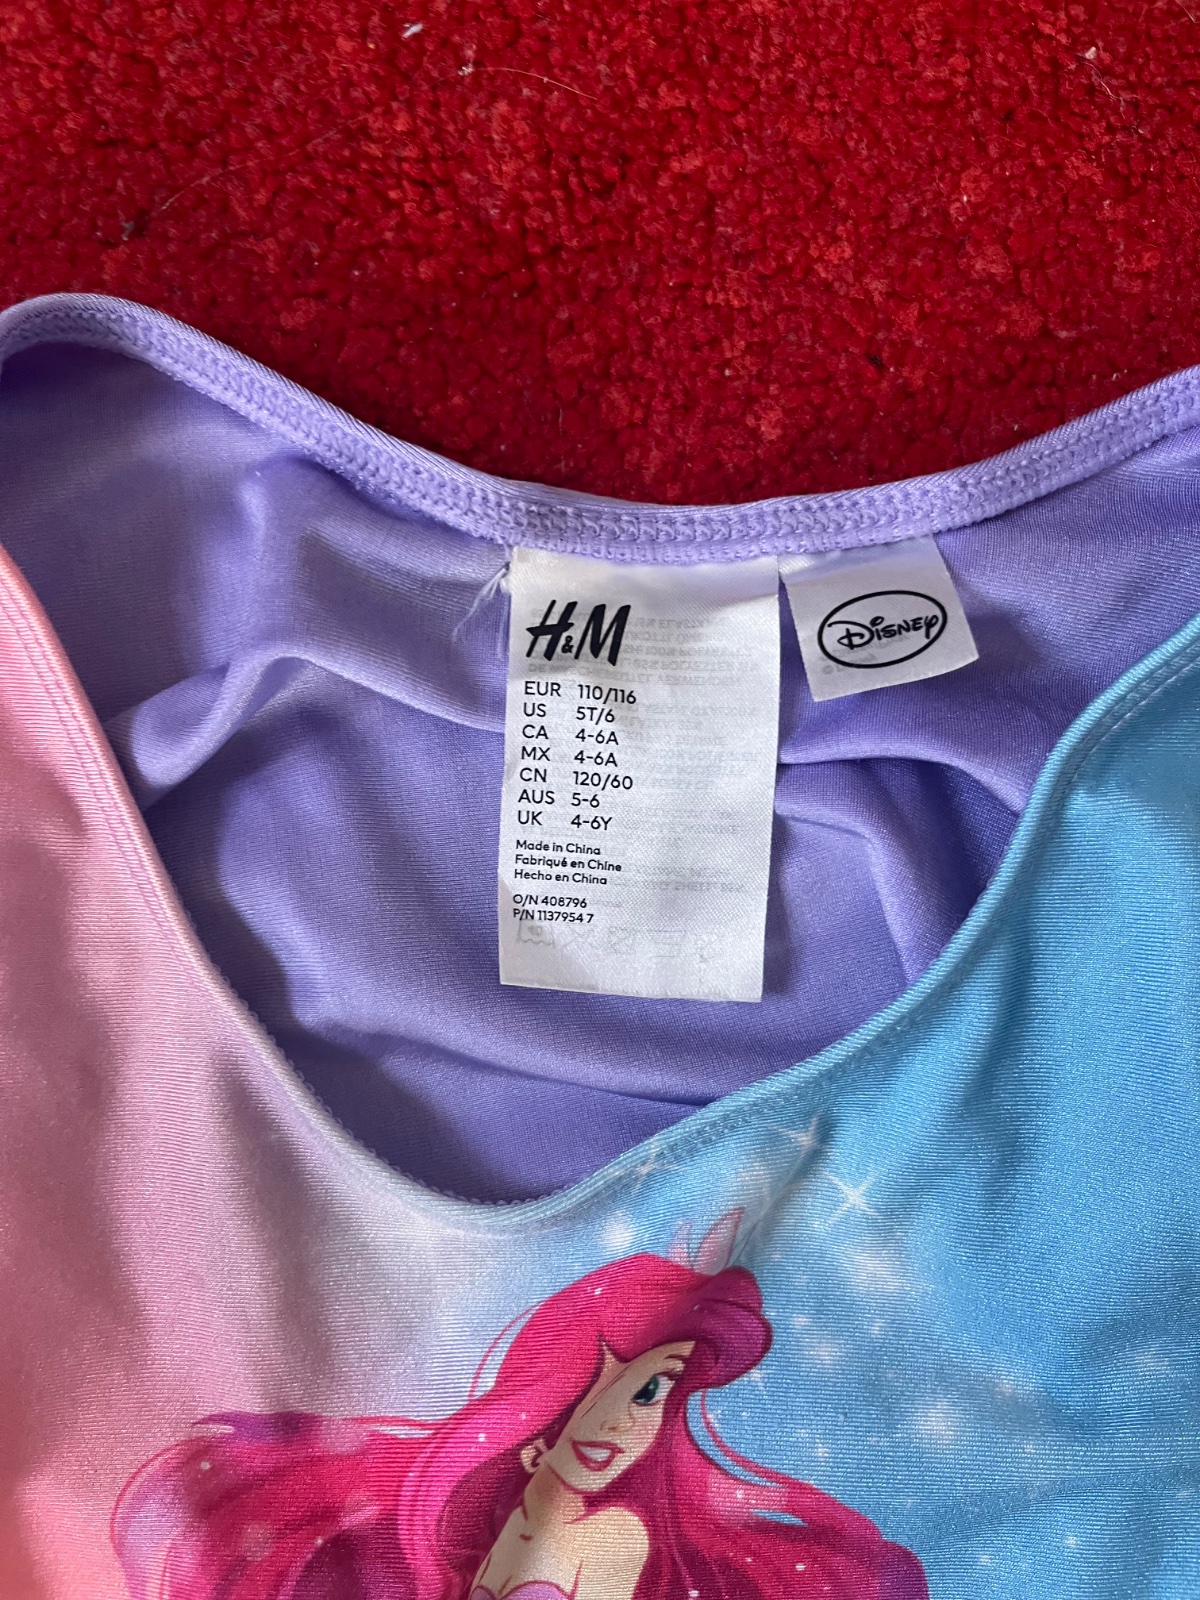 H&M
EUR 110/116
US 5T/6
CA 4-6A
MX 4-6A
CN 120/60
AUS 5-6
UK 4-6Y
Made in China
Fabriqué en Chine
Hecho en China
O/N 408796
P/N 1137954 7
Disney